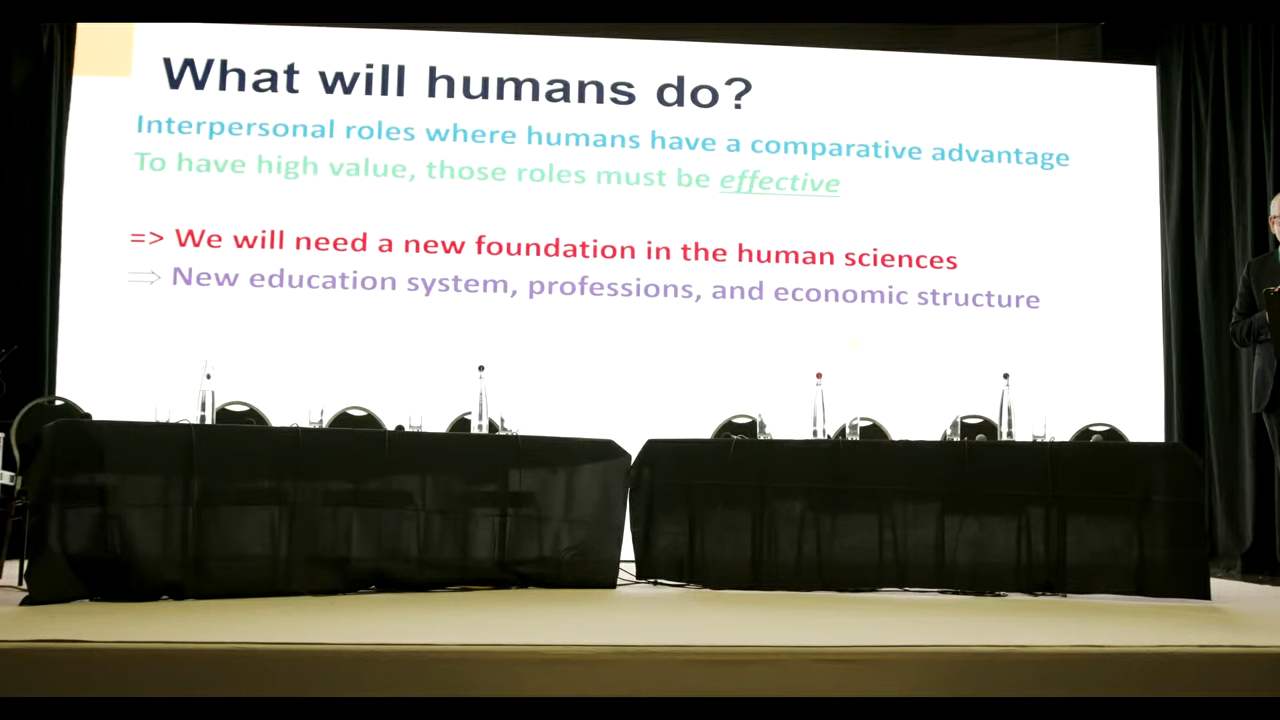 What will humans do?
Interpersonal roles where humans have a comparative advantage
To have high value, those roles must be effective
=> We will need a new foundation in the human sciences
⇒ New education system, professions, and economic structure